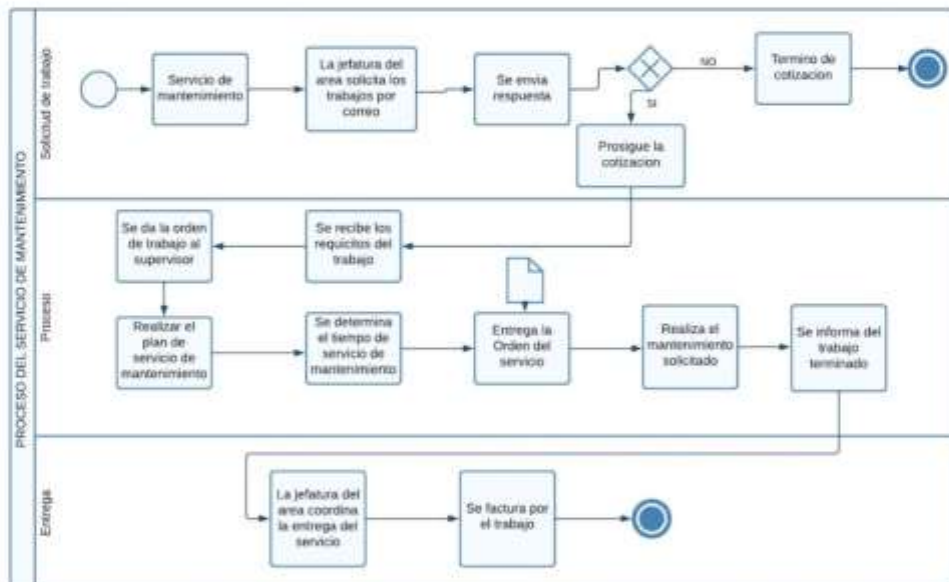 PROCESO DEL SERVICIO DE MANTENIMIENTO
Solicitud de trabajo
Servicio de
mantenimiento
La jefatura del
area solicita los
trabajos por
correo
Se envia
respuesta
NO
Termino de
cotizacion
SI
Prosigue la
cotizacion
Proceso
Se da la orden
de trabajo al
supervisor
Se recibe los
requicitos del
trabajo
Realizar el
plan de
servicio de
mantenimiento
Se determina
el tiempo de
servicio de
mantenimiento
Entrega la
Orden del
servicio
Realiza el
mantenimiento
solicitado
Se informa del
trabajo
terminado
Entrega
La jefatura del
area coordina
la entrega del
servicio
Se factura por
el trabajo